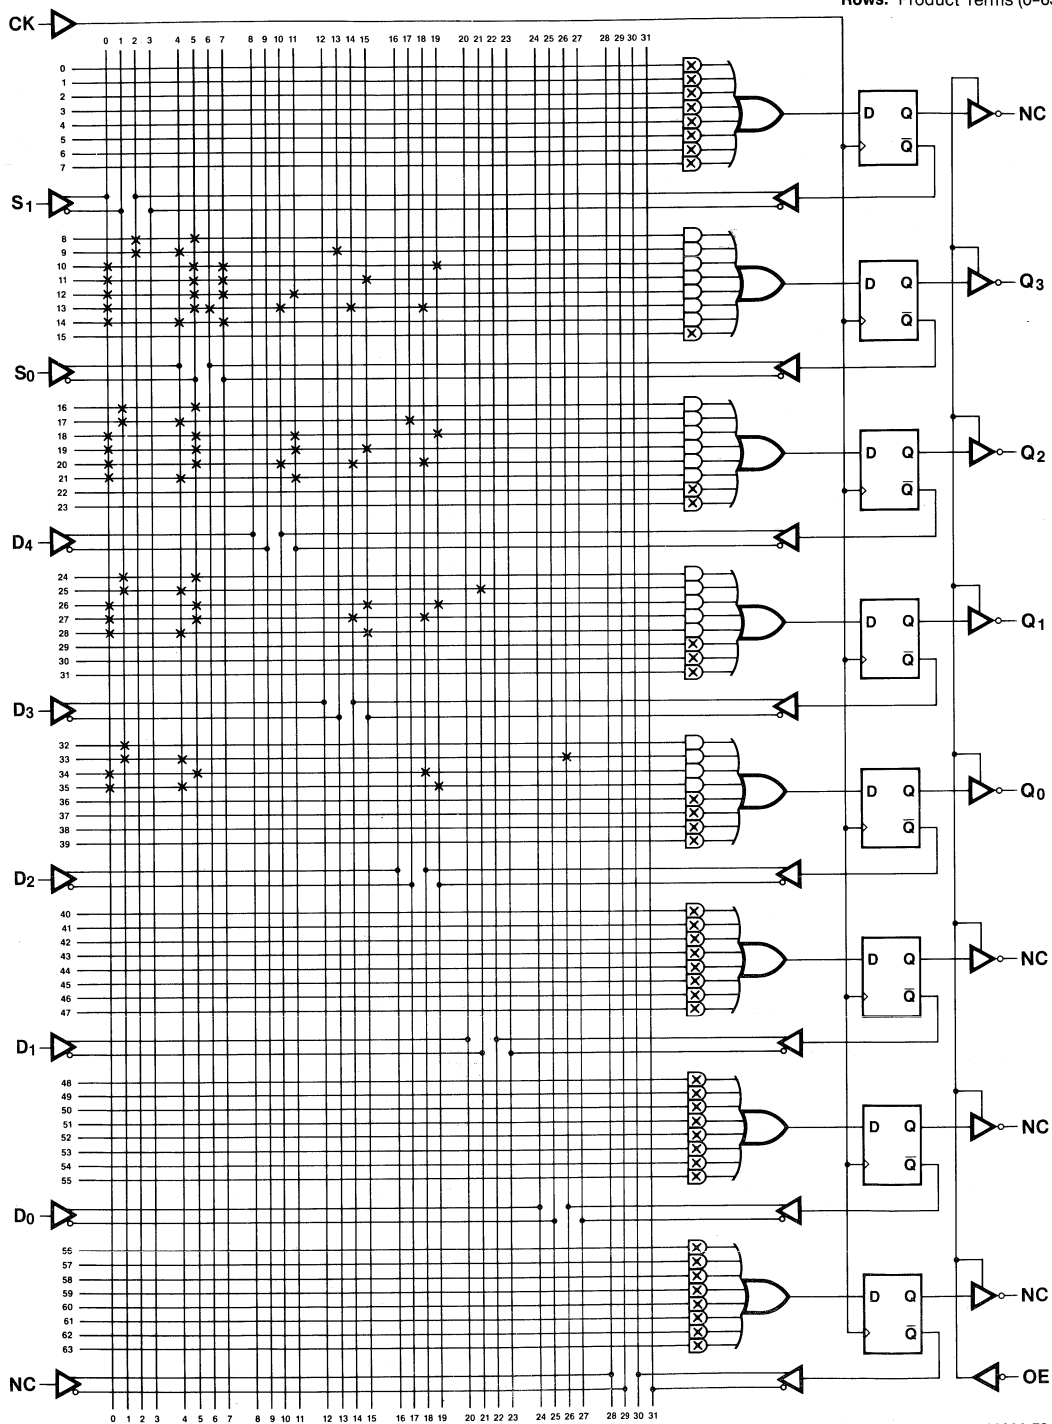 Rows: Product Terms (0–63
CK
0 1 2 3 4 5 6 7 8 9 10 11 12 13 14 15 16 17 18 19 20 21 22 23 24 25 26 27 28 29 30 31
0
1
2
3
4
5
6
7
D Q
Q̅
NC
S1
8
9
10
11
12
13
14
15
D Q
Q̅
Q3
S0
16
17
18
19
20
21
22
23
D Q
Q̅
Q2
D4
24
25
26
27
28
29
30
31
D Q
Q̅
Q1
D3
32
33
34
35
36
37
38
39
D Q
Q̅
Q0
D2
40
41
42
43
44
45
46
47
D Q
Q̅
NC
D1
48
49
50
51
52
53
54
55
D Q
Q̅
NC
D0
56
57
58
59
60
61
62
63
D Q
Q̅
NC
NC
OE
0 1 2 3 4 5 6 7 8 9 10 11 12 13 14 15 16 17 18 19 20 21 22 23 24 25 26 27 28 29 30 31